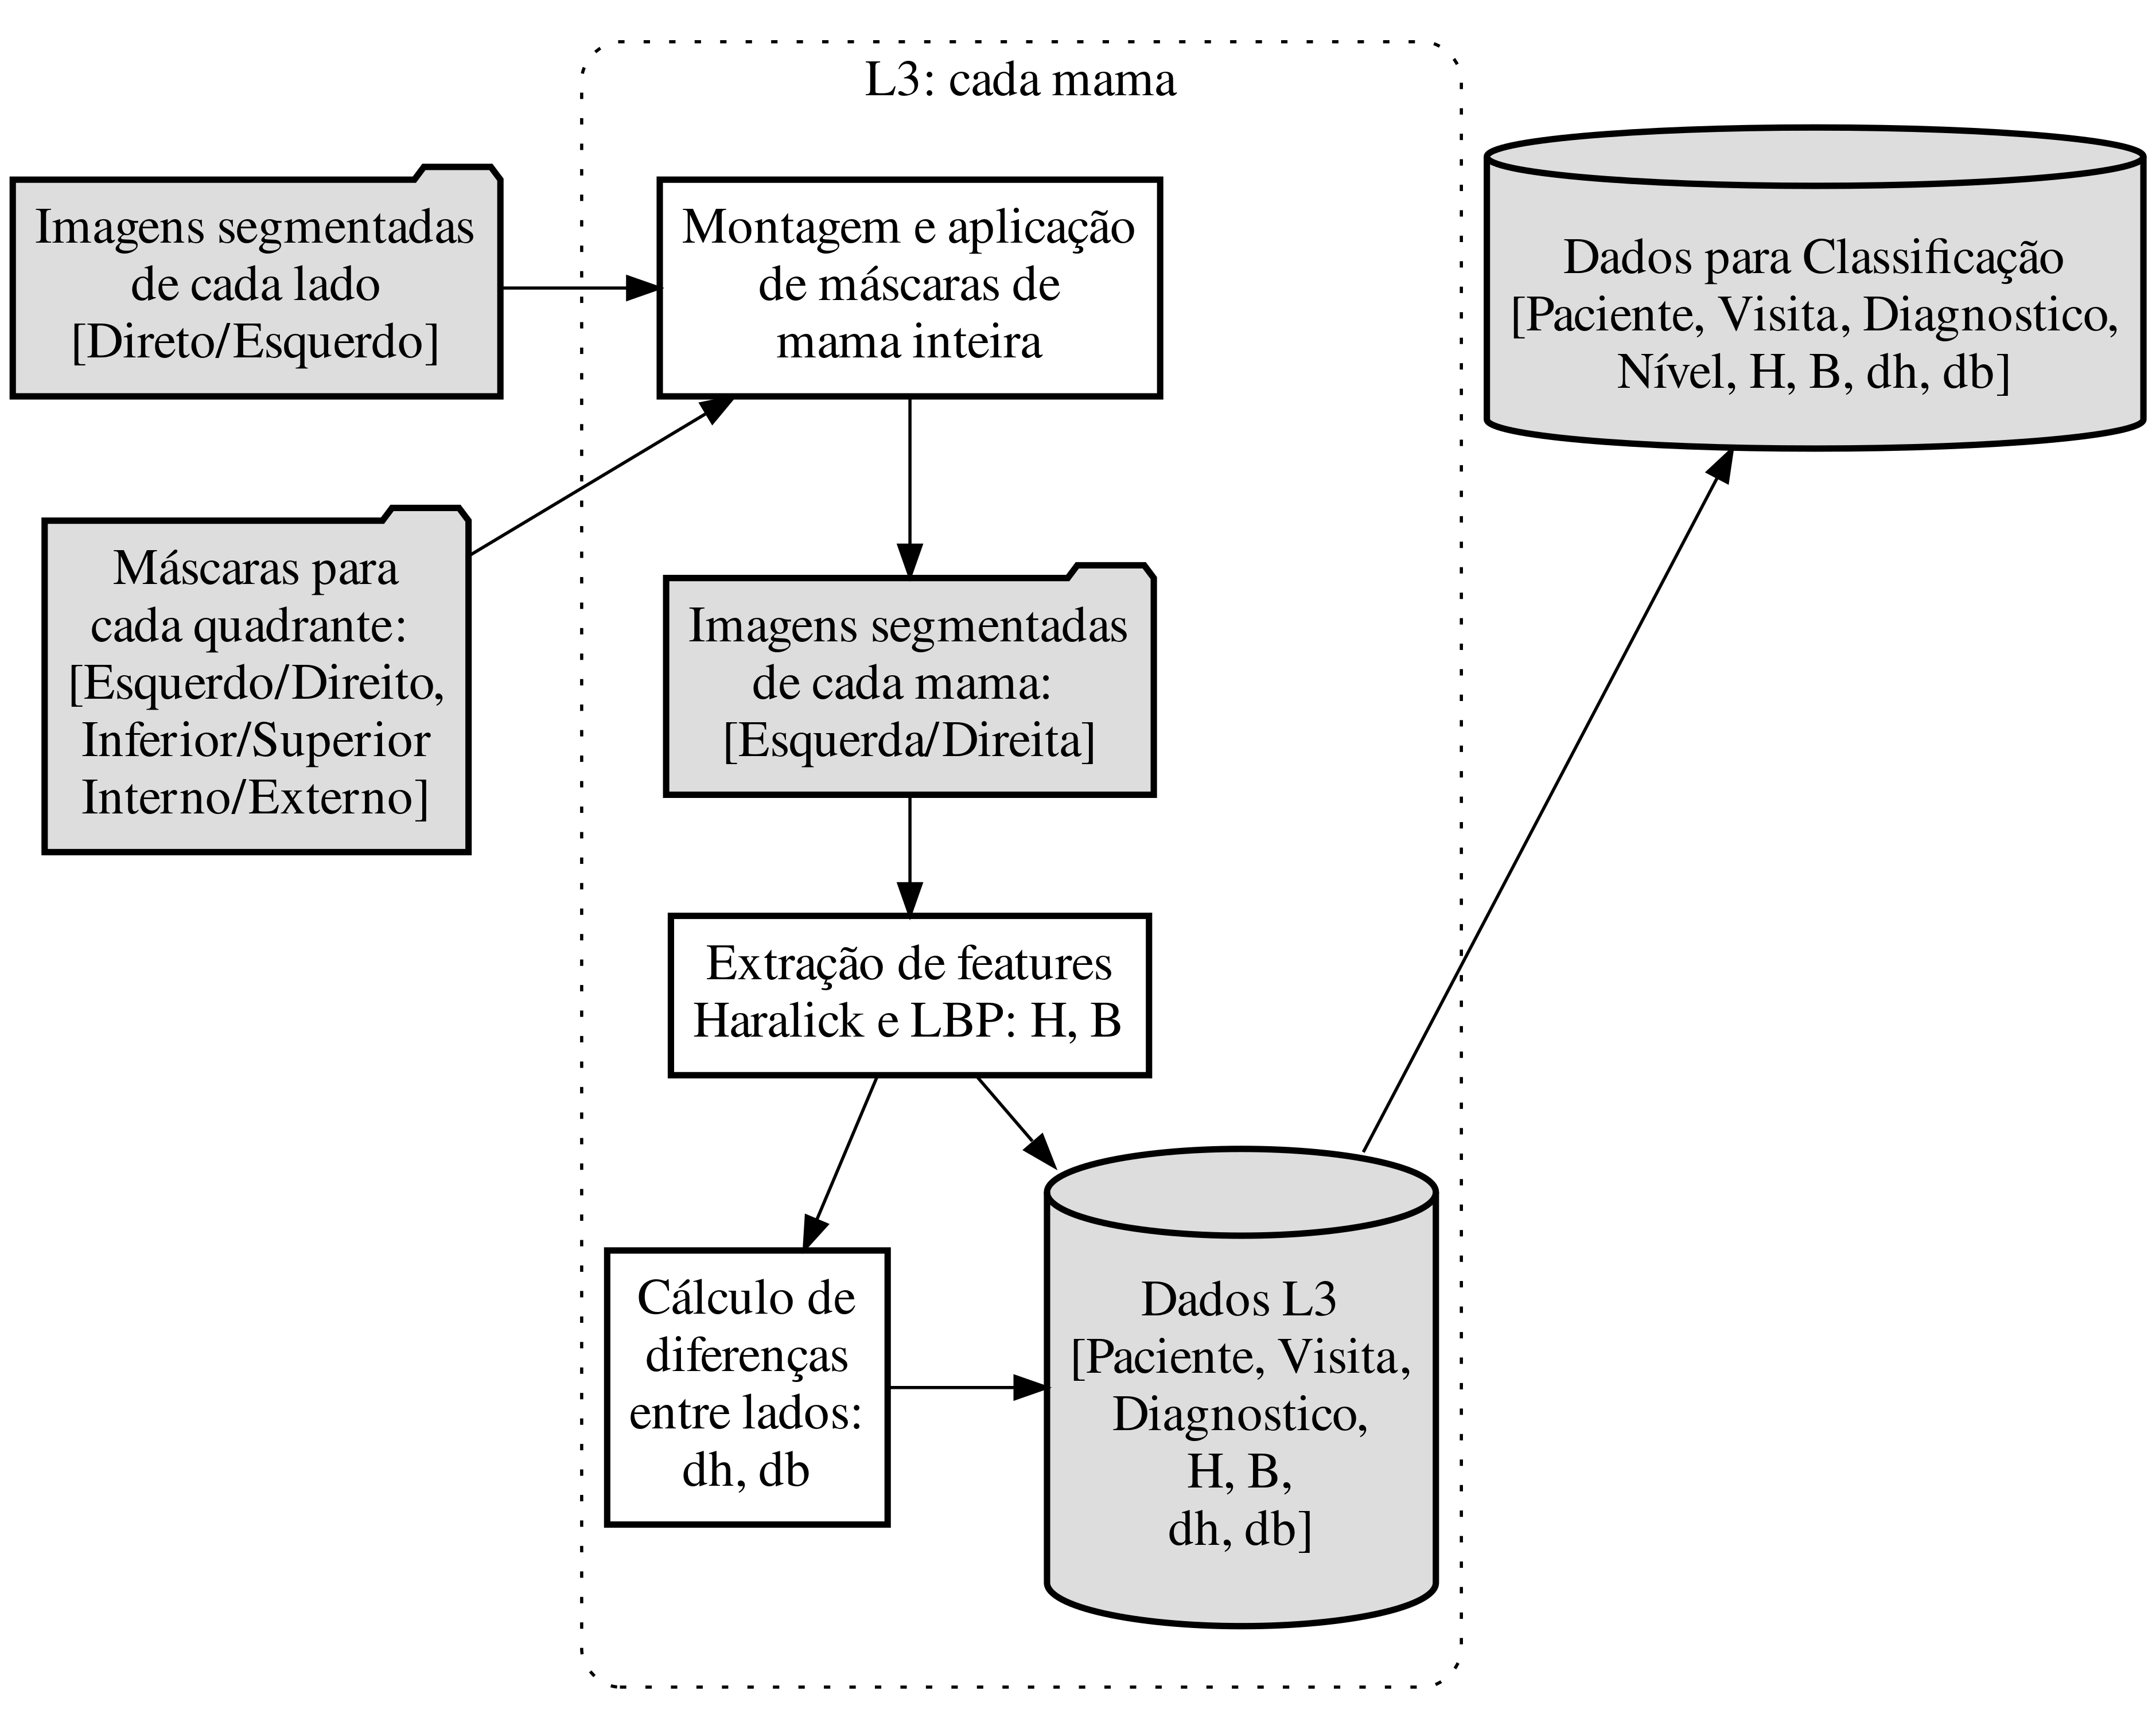 L3: cada mama
Imagens segmentadas
de cada lado
[Direto/Esquerdo]
Montagem e aplicação
de máscaras de
mama inteira
Dados para Classificação
[Paciente, Visita, Diagnostico,
Nível, H, B, dh, db]
Máscaras para
cada quadrante:
[Esquerdo/Direito,
Inferior/Superior
Interno/Externo]
Imagens segmentadas
de cada mama:
[Esquerda/Direita]
Extração de features
Haralick e LBP: H, B
Cálculo de
diferenças
entre lados:
dh, db
Dados L3
[Paciente, Visita,
Diagnostico,
H, B,
dh, db]